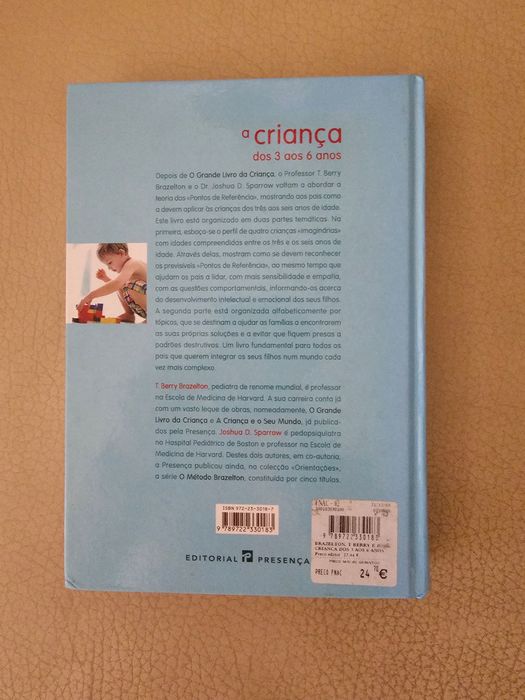 a criança
dos 3 aos 6 anos
Depois de O Grande Livro da Criança, o Professor T. Berry
Brazelton e o Dr. Joshua D. Sparrow voltam a abordar a
teoria das «Pontos de Referência», mostrando aos pais como
a devem aplicar às crianças dos três aos seis anos de idade.
Este livro está organizado em duas partes temáticas. Na
primeira, esboça-se o perfil de quatro crianças «imaginárias»
com idades compreendidas entre os três e os seis anos de
idade. Através delas, mostram como se devem reconhecer
os previsíveis «Pontos de Referência», ao mesmo tempo que
ajudam os pais a lidar, com mais sensibilidade e empatia,
com as questões comportamentais, informando-os acerca
do desenvolvimento intelectual e emocional dos seus filhos.
A segunda parte está organizada alfabeticamente por
tópicos, que se destinam a ajudar as famílias a encontrarem
as suas próprias soluções e a evitar que fiquem presas a
padrões destrutivos. Um livro fundamental para todos os
pais que querem integrar os seus filhos num mundo cada
vez mais complexo.
T. Berry Brazelton, pediatra de renome mundial, é professor
na Escola de Medicina de Harvard. A sua carreira conta já
com um vasto leque de obras, nomeadamente, O Grande
Livro da Criança e A Criança e o Seu Mundo, já publica-
dos pela Presença. Joshua D. Sparrow é pedopsiquiatra
no Hospital Pediátrico de Boston e professor na Escola de
Medicina de Harvard. Destes dois autores, em co-autoria,
a Presença publicou ainda, na colecção «Orientações»,
a série O Método Brazelton, constituída por cinco títulos.
ISBN 972-23-3018-7
9 789722 330183
EDITORIAL P PRESENÇA
9 789722 330183
BRAZELTON, T BERRY E
CRIANCA DOS 3 AOS 6 ANOS
PRECO FNAC 24 70 €